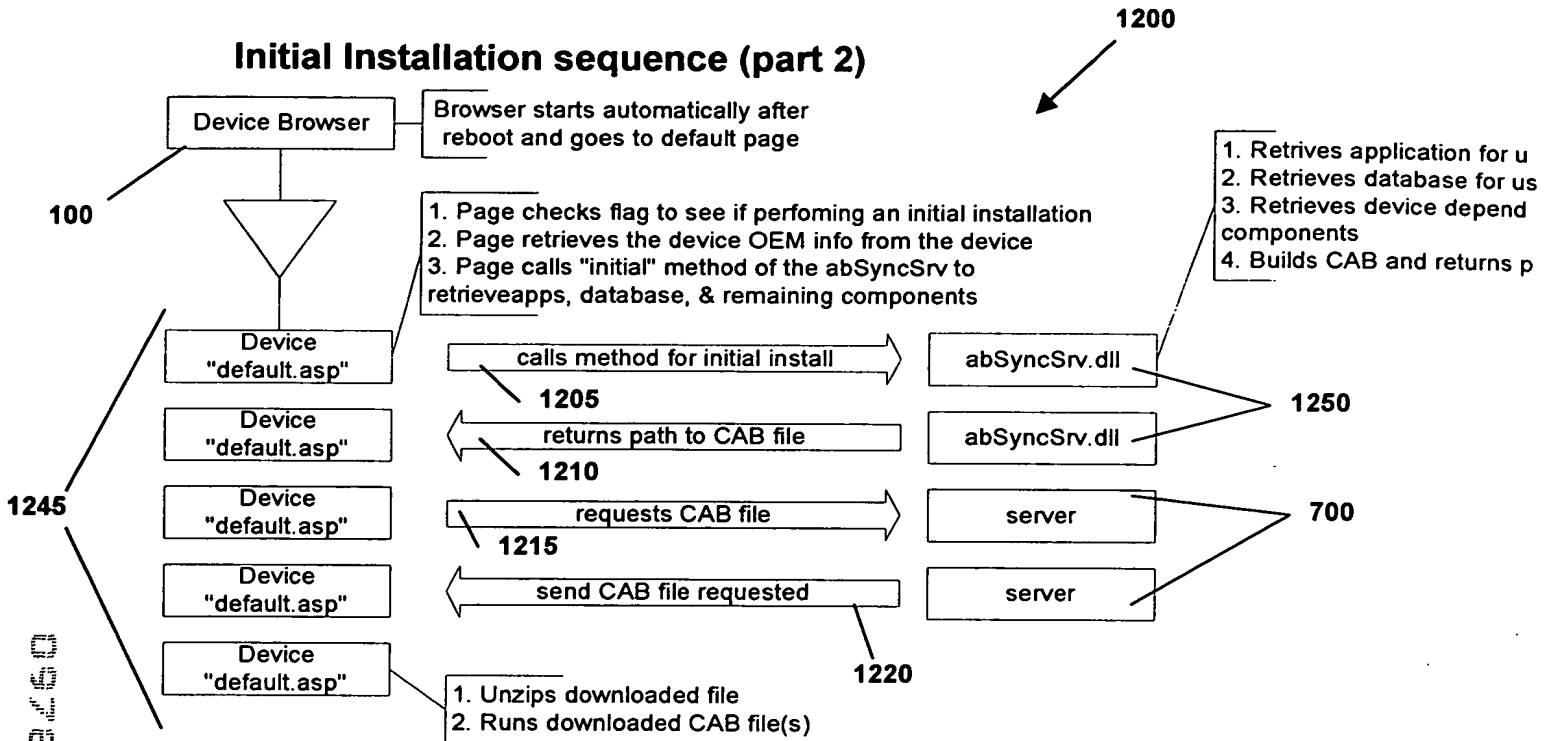 1200
Initial Installation sequence (part 2)
Device Browser
Browser starts automatically after
reboot and goes to default page
100
1. Page checks flag to see if perfoming an initial installation
2. Page retrieves the device OEM info from the device
3. Page calls "initial" method of the abSyncSrv to
retrieveapps, database, & remaining components
1. Retrives application for u
2. Retrieves database for us
3. Retrieves device depend
components
4. Builds CAB and returns p
Device
"default.asp"
calls method for initial install
abSyncSrv.dll
1205
1250
Device
"default.asp"
returns path to CAB file
abSyncSrv.dll
1210
1245
Device
"default.asp"
requests CAB file
server
700
1215
Device
"default.asp"
send CAB file requested
server
1220
Device
"default.asp"
1. Unzips downloaded file
2. Runs downloaded CAB file(s)